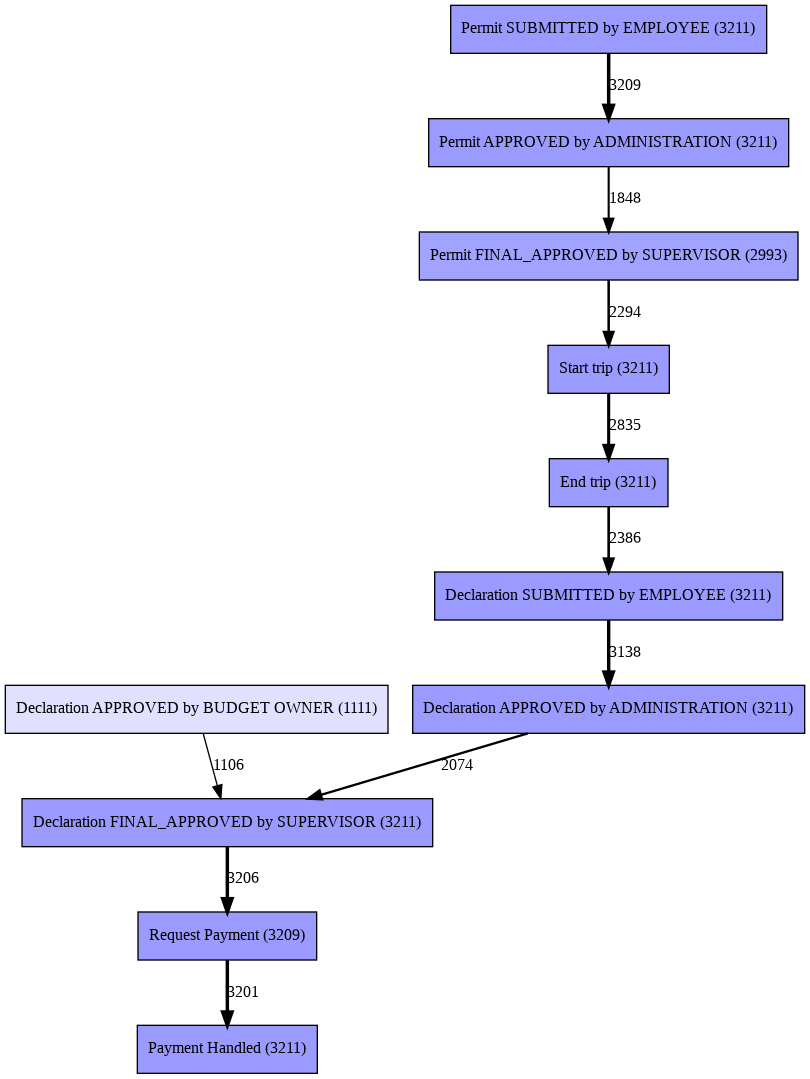 Permit SUBMITTED by EMPLOYEE (3211)
3209
Permit APPROVED by ADMINISTRATION (3211)
1848
Permit FINAL_APPROVED by SUPERVISOR (2993)
2294
Start trip (3211)
2835
End trip (3211)
2386
Declaration SUBMITTED by EMPLOYEE (3211)
3138
Declaration APPROVED by BUDGET OWNER (1111)
Declaration APPROVED by ADMINISTRATION (3211)
1106
2074
Declaration FINAL_APPROVED by SUPERVISOR (3211)
3206
Request Payment (3209)
3201
Payment Handled (3211)